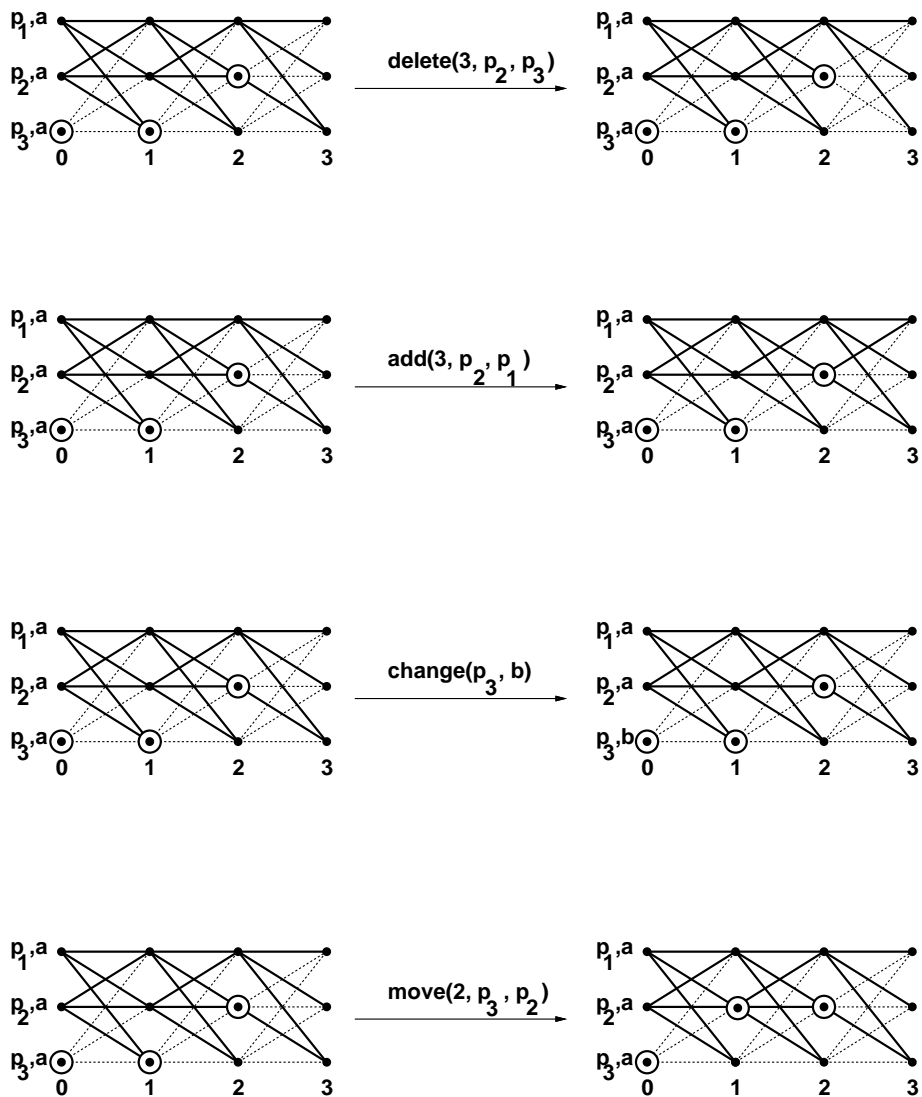 p1,a
p2,a
p3,a
0 1 2 3
delete(3, p2, p3)
p1,a
p2,a
p3,a
0 1 2 3
p1,a
p2,a
p3,a
0 1 2 3
add(3, p2, p1)
p1,a
p2,a
p3,a
0 1 2 3
p1,a
p2,a
p3,a
0 1 2 3
change(p3, b)
p1,a
p2,a
p3,b
0 1 2 3
p1,a
p2,a
p3,a
0 1 2 3
move(2, p3, p2)
p1,a
p2,a
p3,a
0 1 2 3